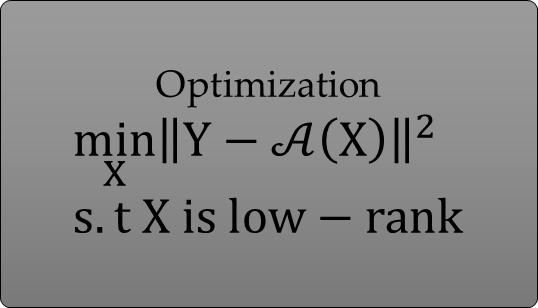 Optimization
min‖Y − 𝒜(X)‖²
X
s. t X is low − rank